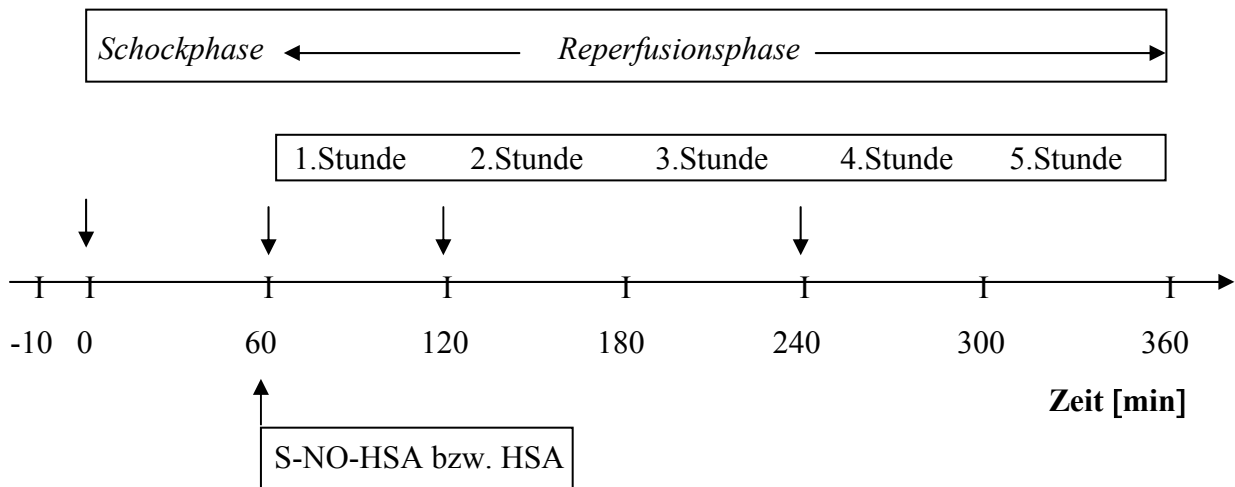 Schockphase Reperfusionsphase
1.Stunde 2.Stunde 3.Stunde 4.Stunde 5.Stunde
-10 0 60 120 180 240 300 360
Zeit [min]
S-NO-HSA bzw. HSA